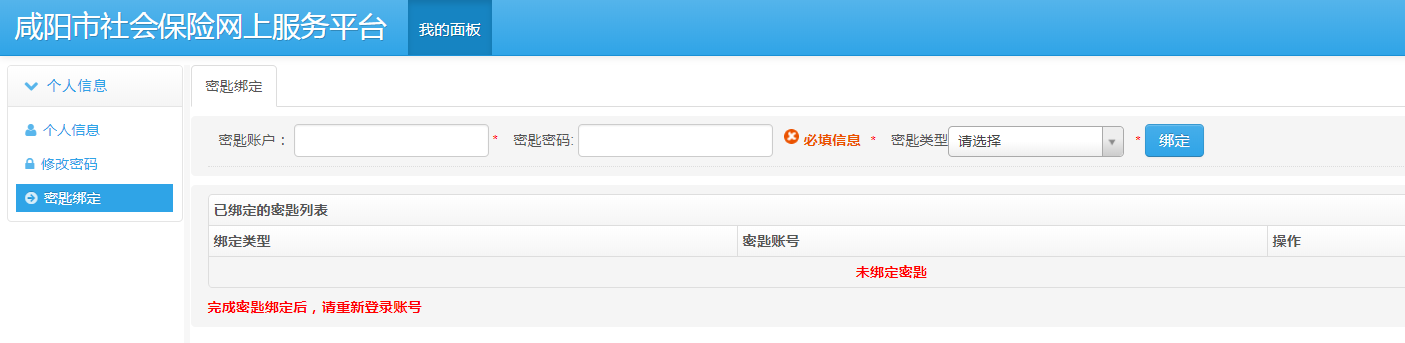 咸阳市社会保险网上服务平台 我的面板
个人信息
个人信息
修改密码
密匙绑定
密匙绑定
密匙账户： * 密匙密码: 必填信息 * 密匙类型 请选择 * 绑定
已绑定的密匙列表
绑定类型 密匙账号 操作
未绑定密匙
完成密匙绑定后，请重新登录账号